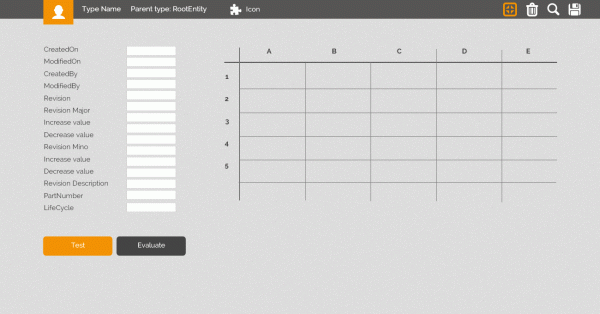 Type Name Parent type: RootEntity Icon
CreatedOn
ModifiedOn
CreatedBy
ModifiedBy
Revision
Revision Major
Increase value
Decrease value
Revision Mino
Increase value
Decrease value
Revision Description
PartNumber
LifeCycle
Test Evaluate
A B C D E
1
2
3
4
5